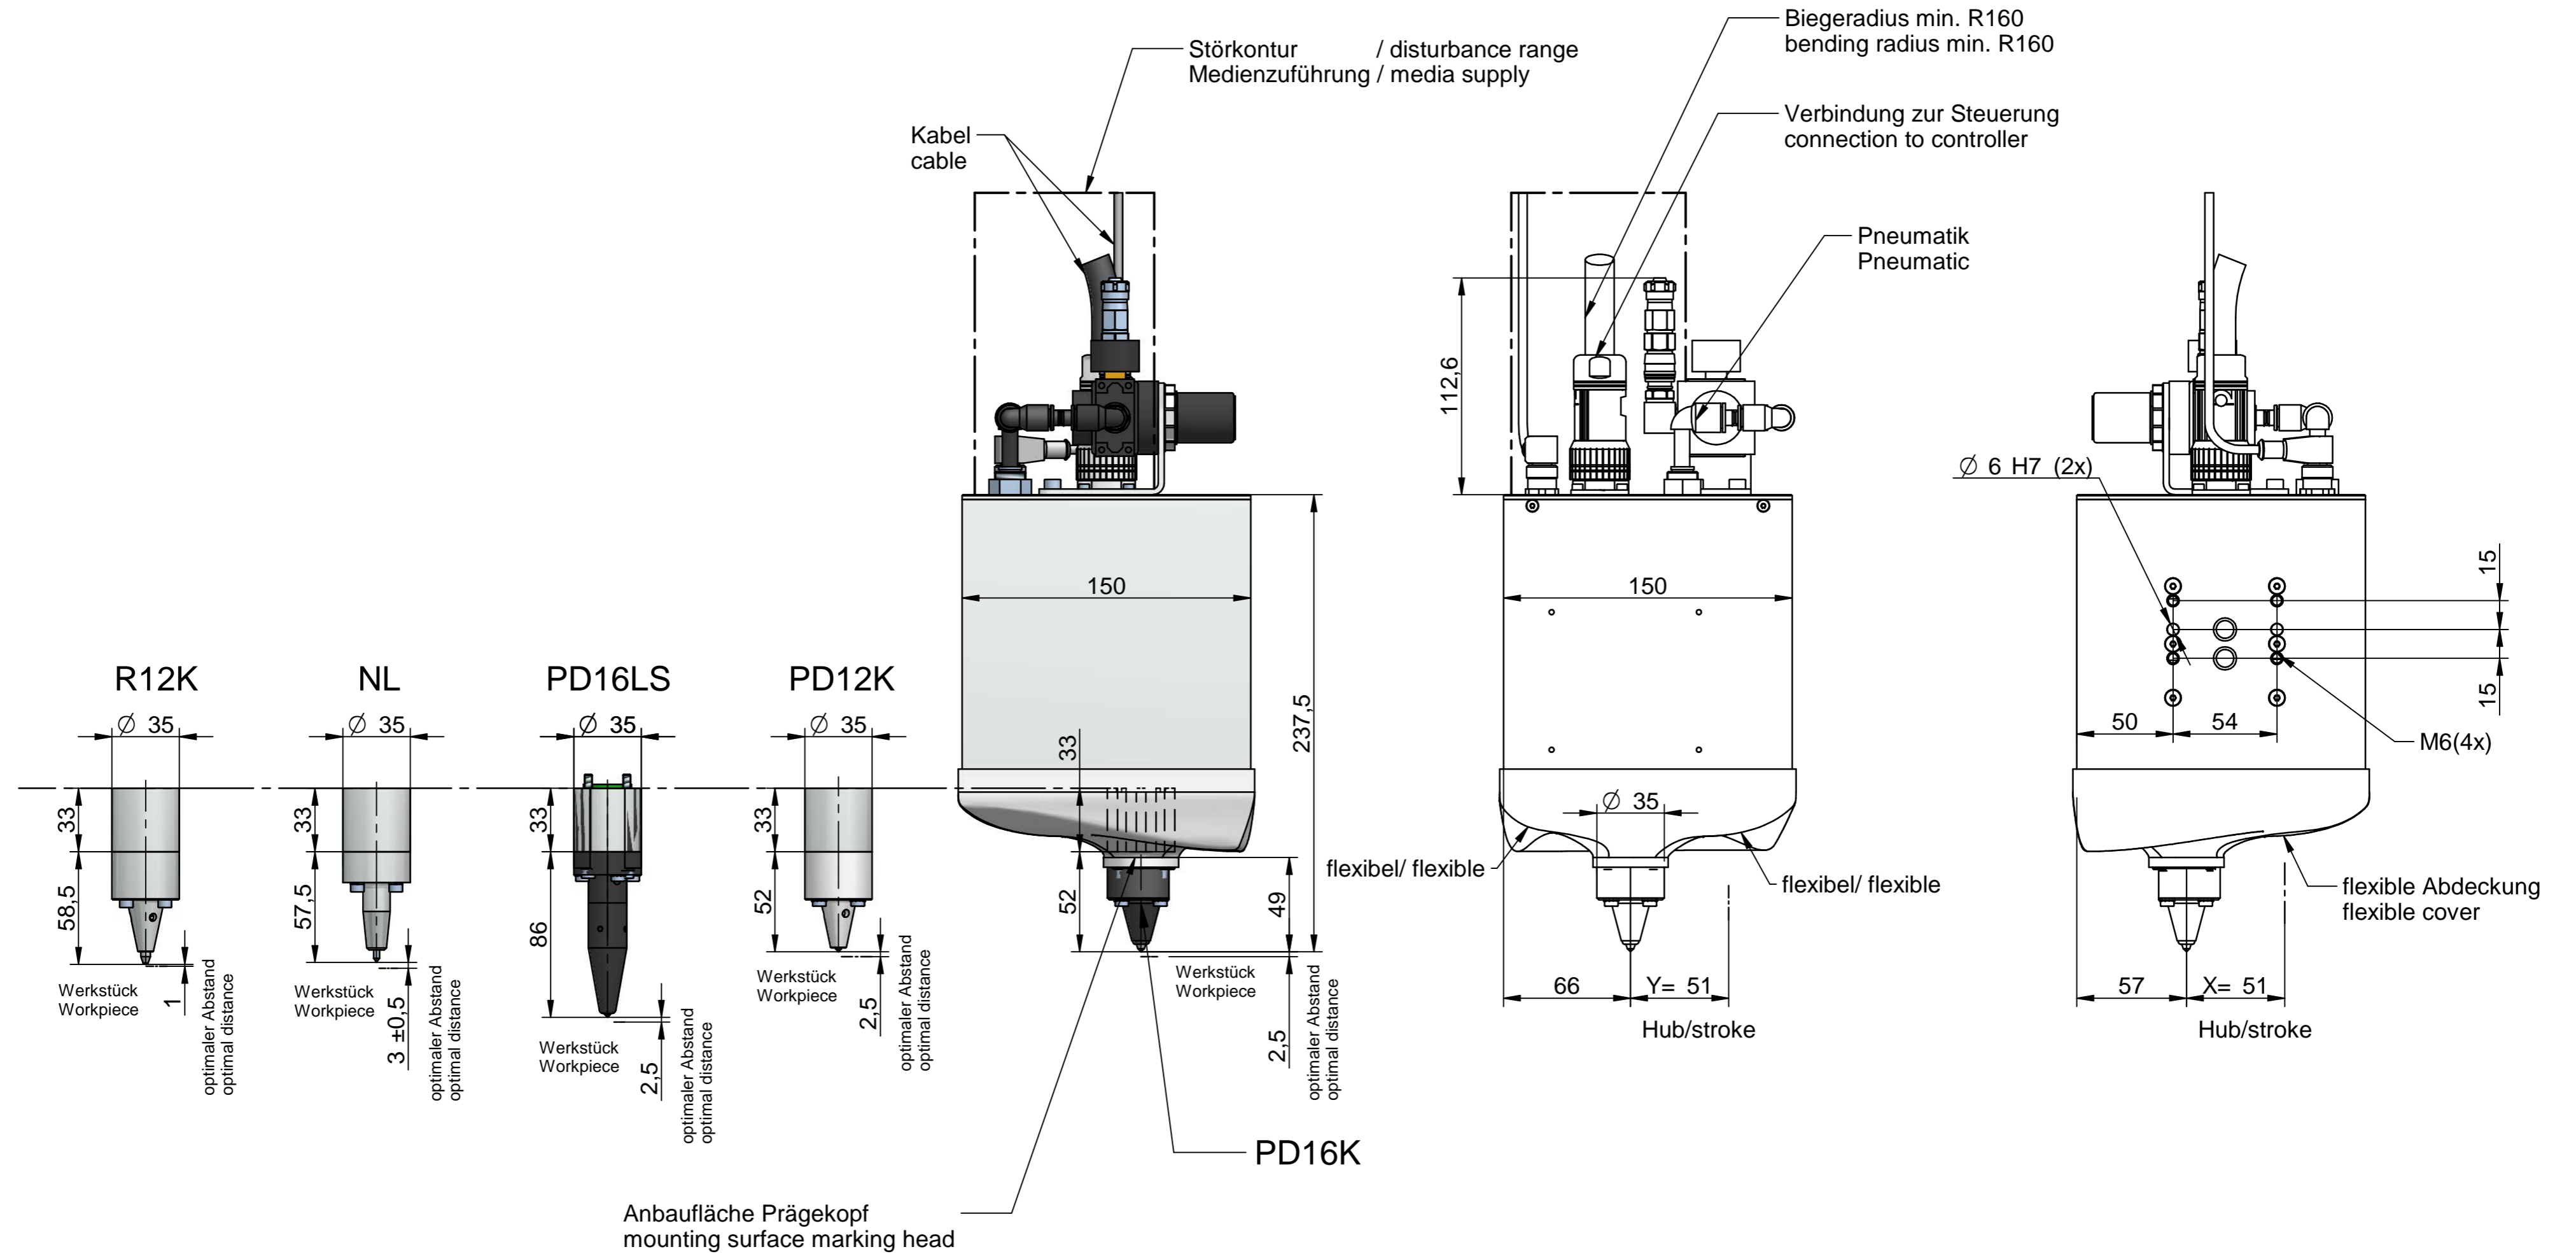 Biegeradius min. R160
bending radius min. R160
Störkontur / disturbance range
Medienzuführung / media supply
Verbindung zur Steuerung
connection to controller
Kabel
cable
Pneumatik
Pneumatic
112,6
∅ 6 H7 (2x)
150
150
15
15
50
54
M6(4x)
237,5
33
R12K
NL
PD16LS
PD12K
∅ 35
∅ 35
∅ 35
∅ 35
∅ 35
33
33
33
33
58,5
57,5
86
52
52
49
flexibel/ flexible
flexibel/ flexible
flexible Abdeckung
flexible cover
Werkstück
Workpiece
1
optimaler Abstand
optimal distance
Werkstück
Workpiece
3 ±0,5
optimaler Abstand
optimal distance
Werkstück
Workpiece
2,5
optimaler Abstand
optimal distance
Werkstück
Workpiece
2,5
optimaler Abstand
optimal distance
Werkstück
Workpiece
2,5
optimaler Abstand
optimal distance
66
Y= 51
Hub/stroke
57
X= 51
Hub/stroke
PD16K
Anbaufläche Prägekopf
mounting surface marking head